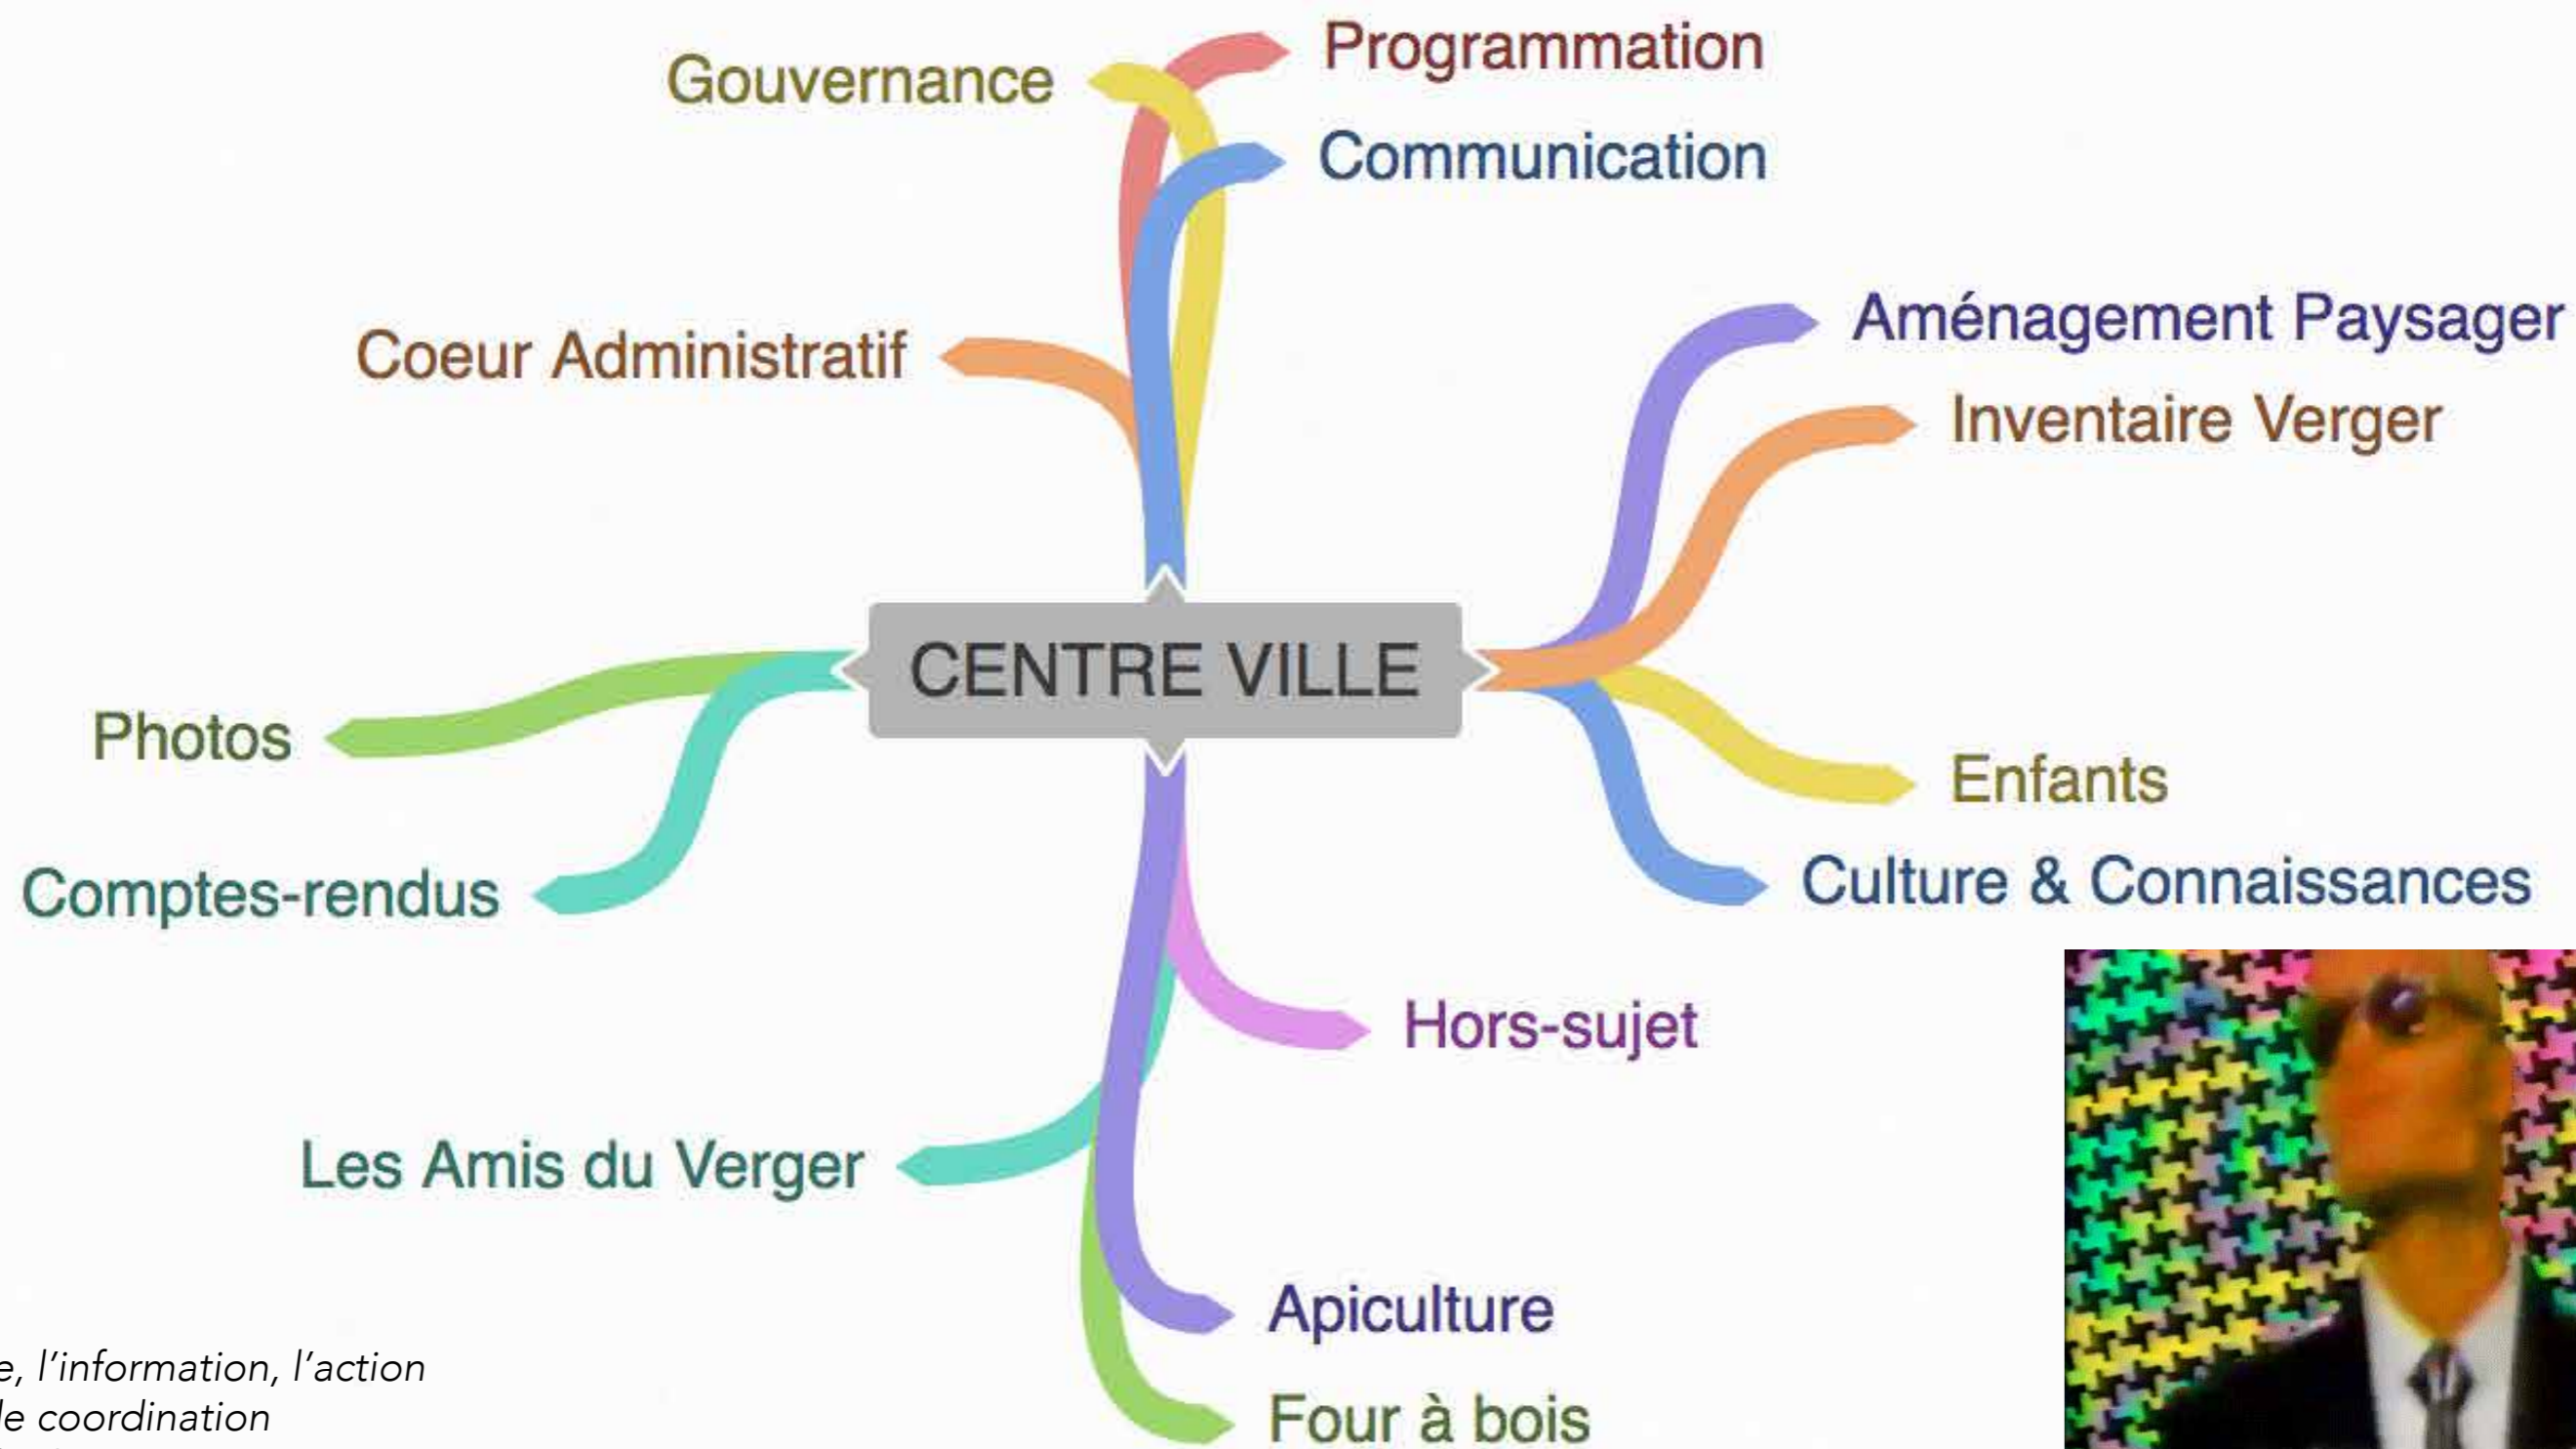 Programmation
Gouvernance
Communication
Aménagement Paysager
Coeur Administratif
Inventaire Verger
CENTRE VILLE
Photos
Enfants
Comptes-rendus
Culture & Connaissances
Hors-sujet
Les Amis du Verger
Apiculture
l’information, l’action
coordination
Four à bois